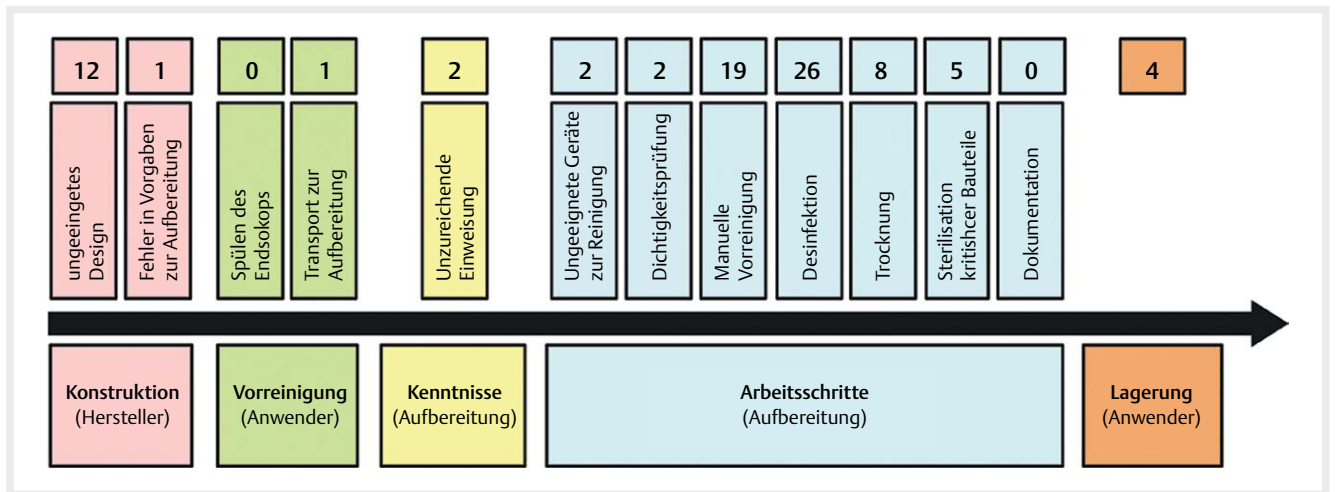 12
1
0
1
2
2
2
19
26
8
5
0
4
ungeeingetes
Design
Fehler in Vorgaben
zur Aufbereitung
Spülen des
Endsokops
Transport zur
Aufbereitung
Unzureichende
Einweisung
Ungeeignete Geräte
zur Reinigung
Dichtigkeitsprüfung
Manuelle
Vorreinigung
Desinfektion
Trocknung
Sterilisation
kritishcer Bauteile
Dokumentation
Konstruktion
(Hersteller)
Vorreinigung
(Anwender)
Kenntnisse
(Aufbereitung)
Arbeitsschritte
(Aufbereitung)
Lagerung
(Anwender)